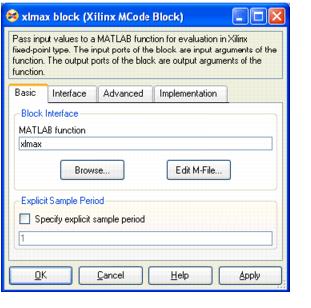 xlmax block (Xilinx MCode Block)
Pass input values to a MATLAB function for evaluation in Xilinx
fixed-point type. The input ports of the block are input arguments of the
function. The output ports of the block are output arguments of the
function.
Basic Interface Advanced Implementation
Block Interface
MATLAB function
xlmax
Browse... Edit M-File...
Explicit Sample Period
Specify explicit sample period
1
OK Cancel Help Apply